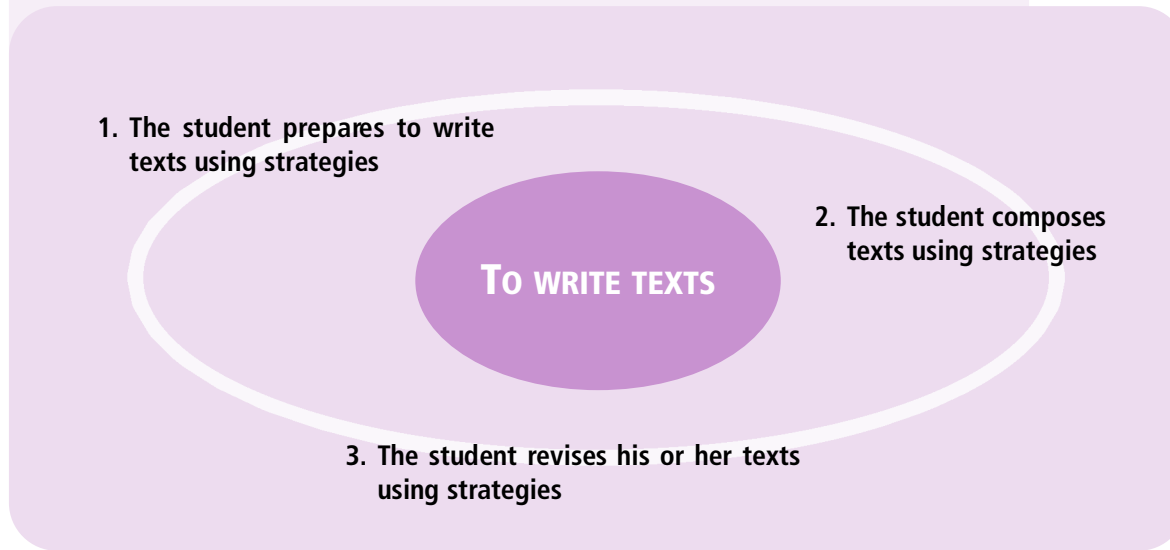 1. The student prepares to write
texts using strategies
2. The student composes
texts using strategies
TO WRITE TEXTS
3. The student revises his or her texts
using strategies